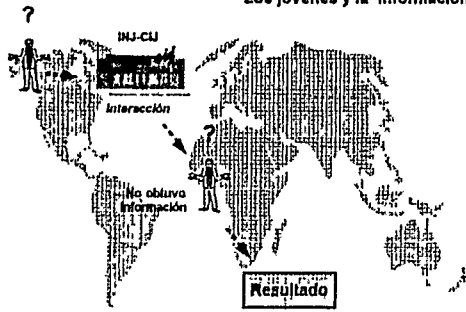 Los jóvenes y la información
?
INJ-CIJ
Interacción
?
No obtuvo
información
Resultado